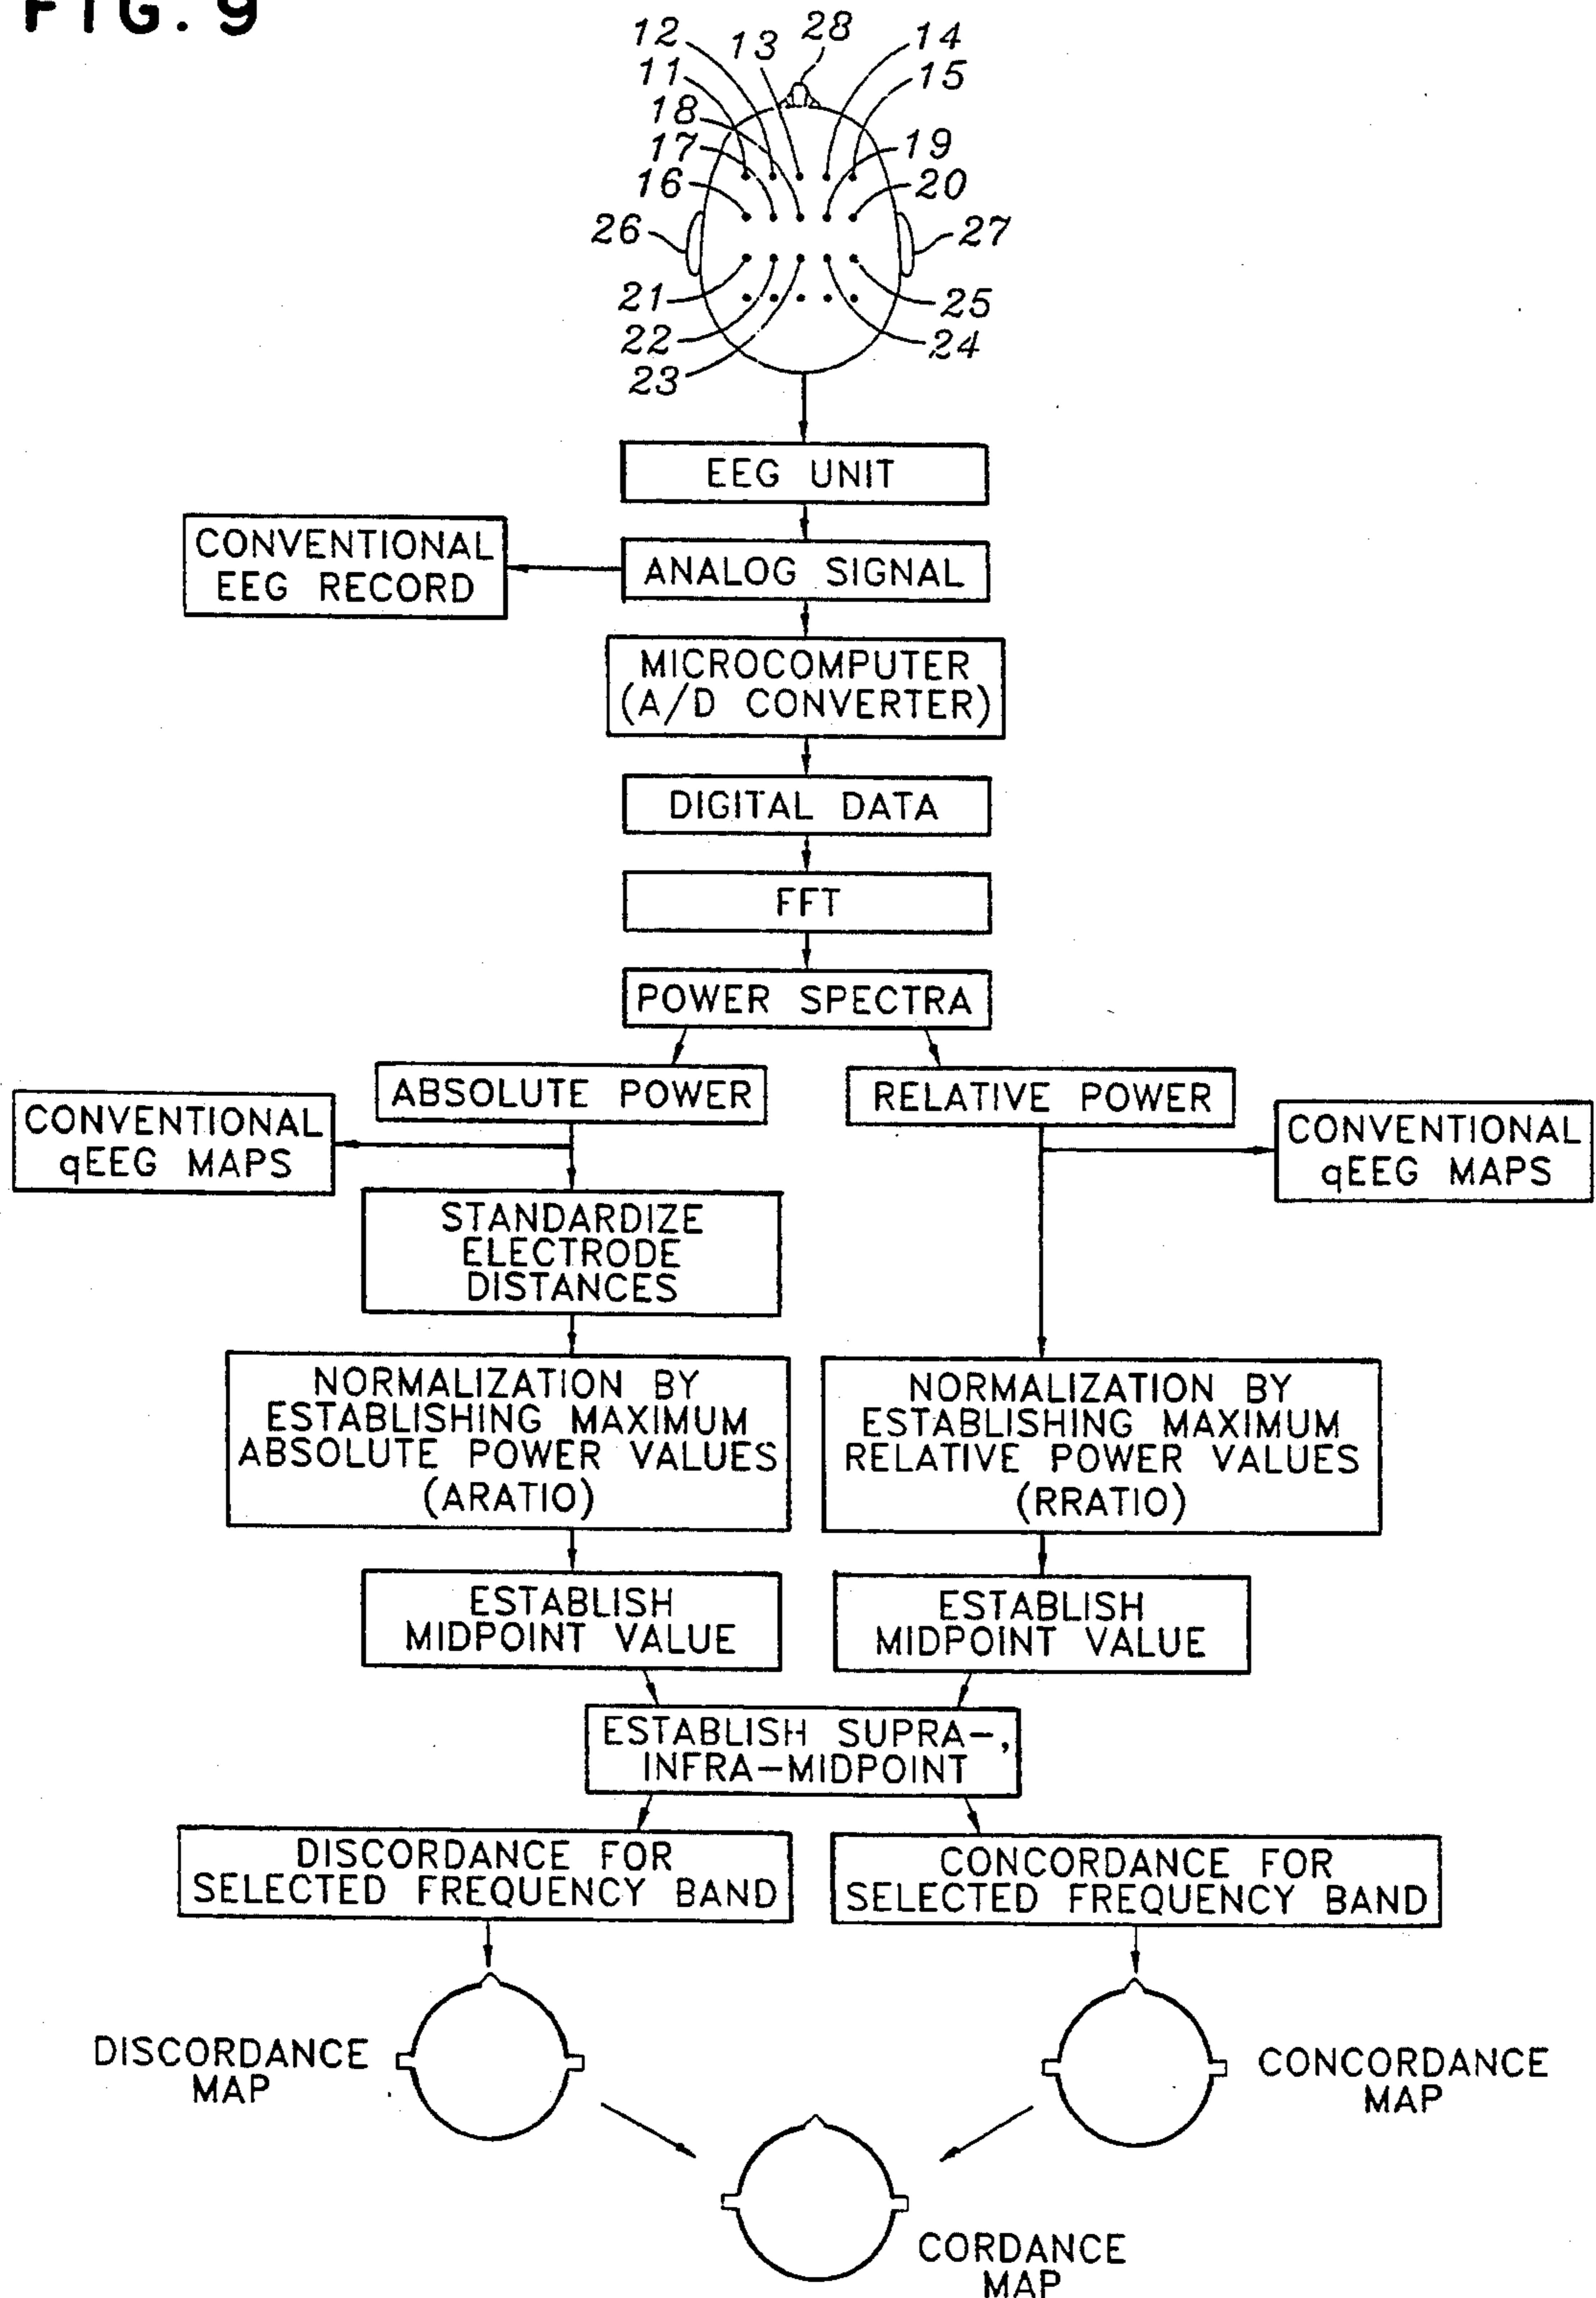 FIG. 9
12 13 28 14
11 15
18
17 19
16 20
26 27
21 25
22 24
23
EEG UNIT
CONVENTIONAL
EEG RECORD
ANALOG SIGNAL
MICROCOMPUTER
(A/D CONVERTER)
DIGITAL DATA
FFT
POWER SPECTRA
ABSOLUTE POWER
RELATIVE POWER
CONVENTIONAL
qEEG MAPS
CONVENTIONAL
qEEG MAPS
STANDARDIZE
ELECTRODE
DISTANCES
NORMALIZATION BY
ESTABLISHING MAXIMUM
ABSOLUTE POWER VALUES
(ARATIO)
NORMALIZATION BY
ESTABLISHING MAXIMUM
RELATIVE POWER VALUES
(RRATIO)
ESTABLISH
MIDPOINT VALUE
ESTABLISH
MIDPOINT VALUE
ESTABLISH SUPRA-,
INFRA-MIDPOINT
DISCORDANCE FOR
SELECTED FREQUENCY BAND
CONCORDANCE FOR
SELECTED FREQUENCY BAND
DISCORDANCE
MAP
CONCORDANCE
MAP
CORDANCE
MAP